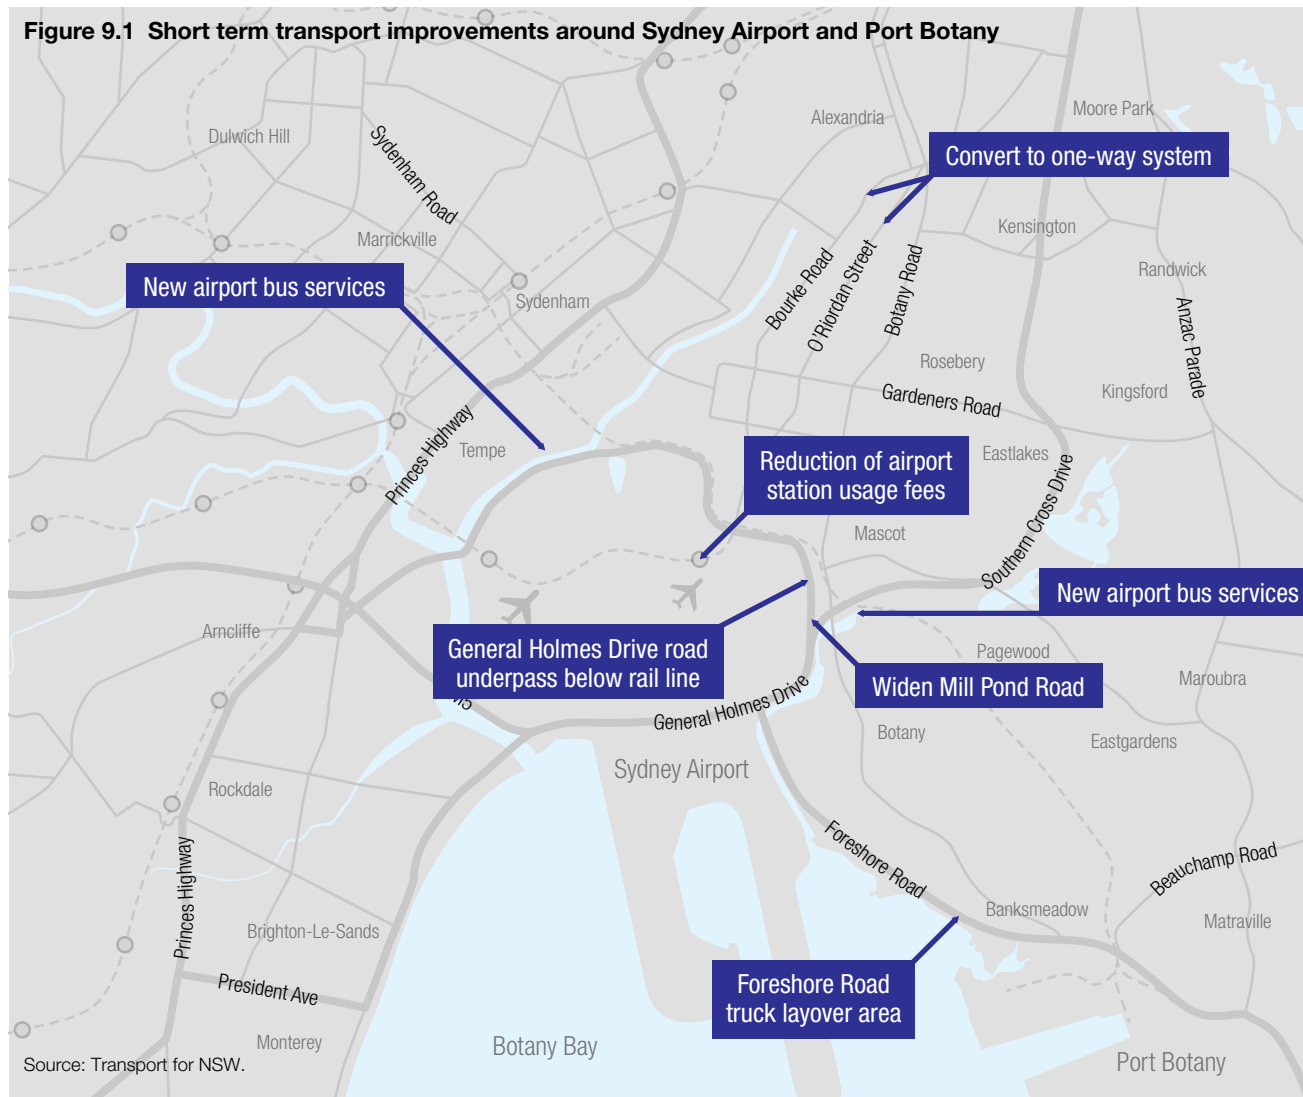 Figure 9.1  Short term transport improvements around Sydney Airport and Port Botany
Moore Park
Alexandria
Dulwich Hill
Sydenham Road
Convert to one-way system
Kensington
Marrickville
Randwick
New airport bus services
Sydenham
Bourke Road
O'Riordan Street
Botany Road
Anzac Parade
Rosebery
Kingsford
Gardeners Road
Princes Highway
Tempe
Eastlakes
Reduction of airport
station usage fees
Southern Cross Drive
Mascot
New airport bus services
Arncliffe
General Holmes Drive road
underpass below rail line
Pagewood
Widen Mill Pond Road
Maroubra
General Holmes Drive
Botany
Eastgardens
Sydney Airport
Rockdale
Foreshore Road
Princes Highway
Beauchamp Road
Banksmeadow
Matraville
Brighton-Le-Sands
President Ave
Foreshore Road
truck layover area
Monterey
Botany Bay
Port Botany
Source: Transport for NSW.